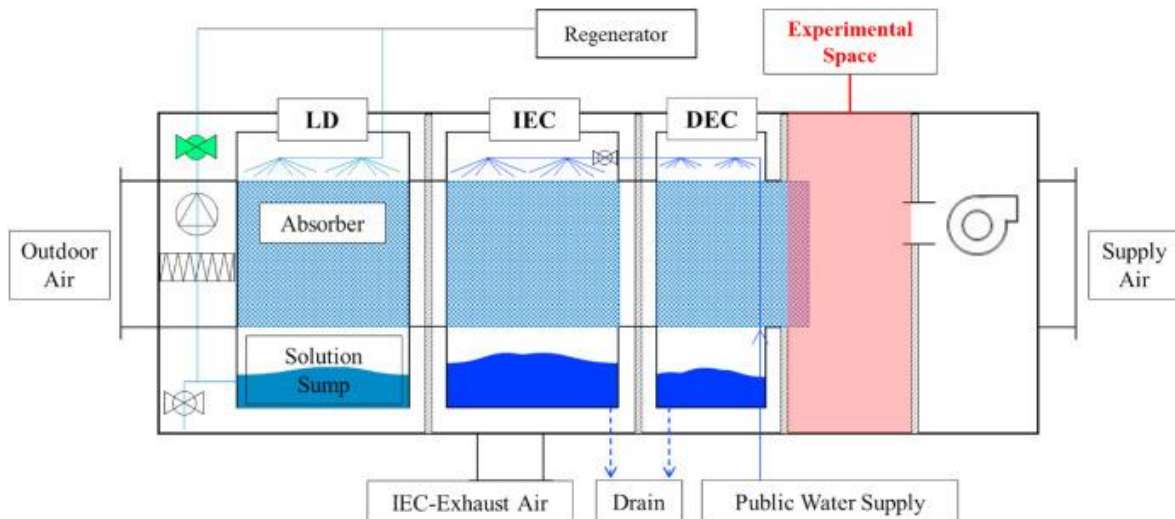 Regenerator
Experimental
Space
LD
IEC
DEC
Absorber
Outdoor
Air
Supply
Air
Solution
Sump
IEC-Exhaust Air
Drain
Public Water Supply